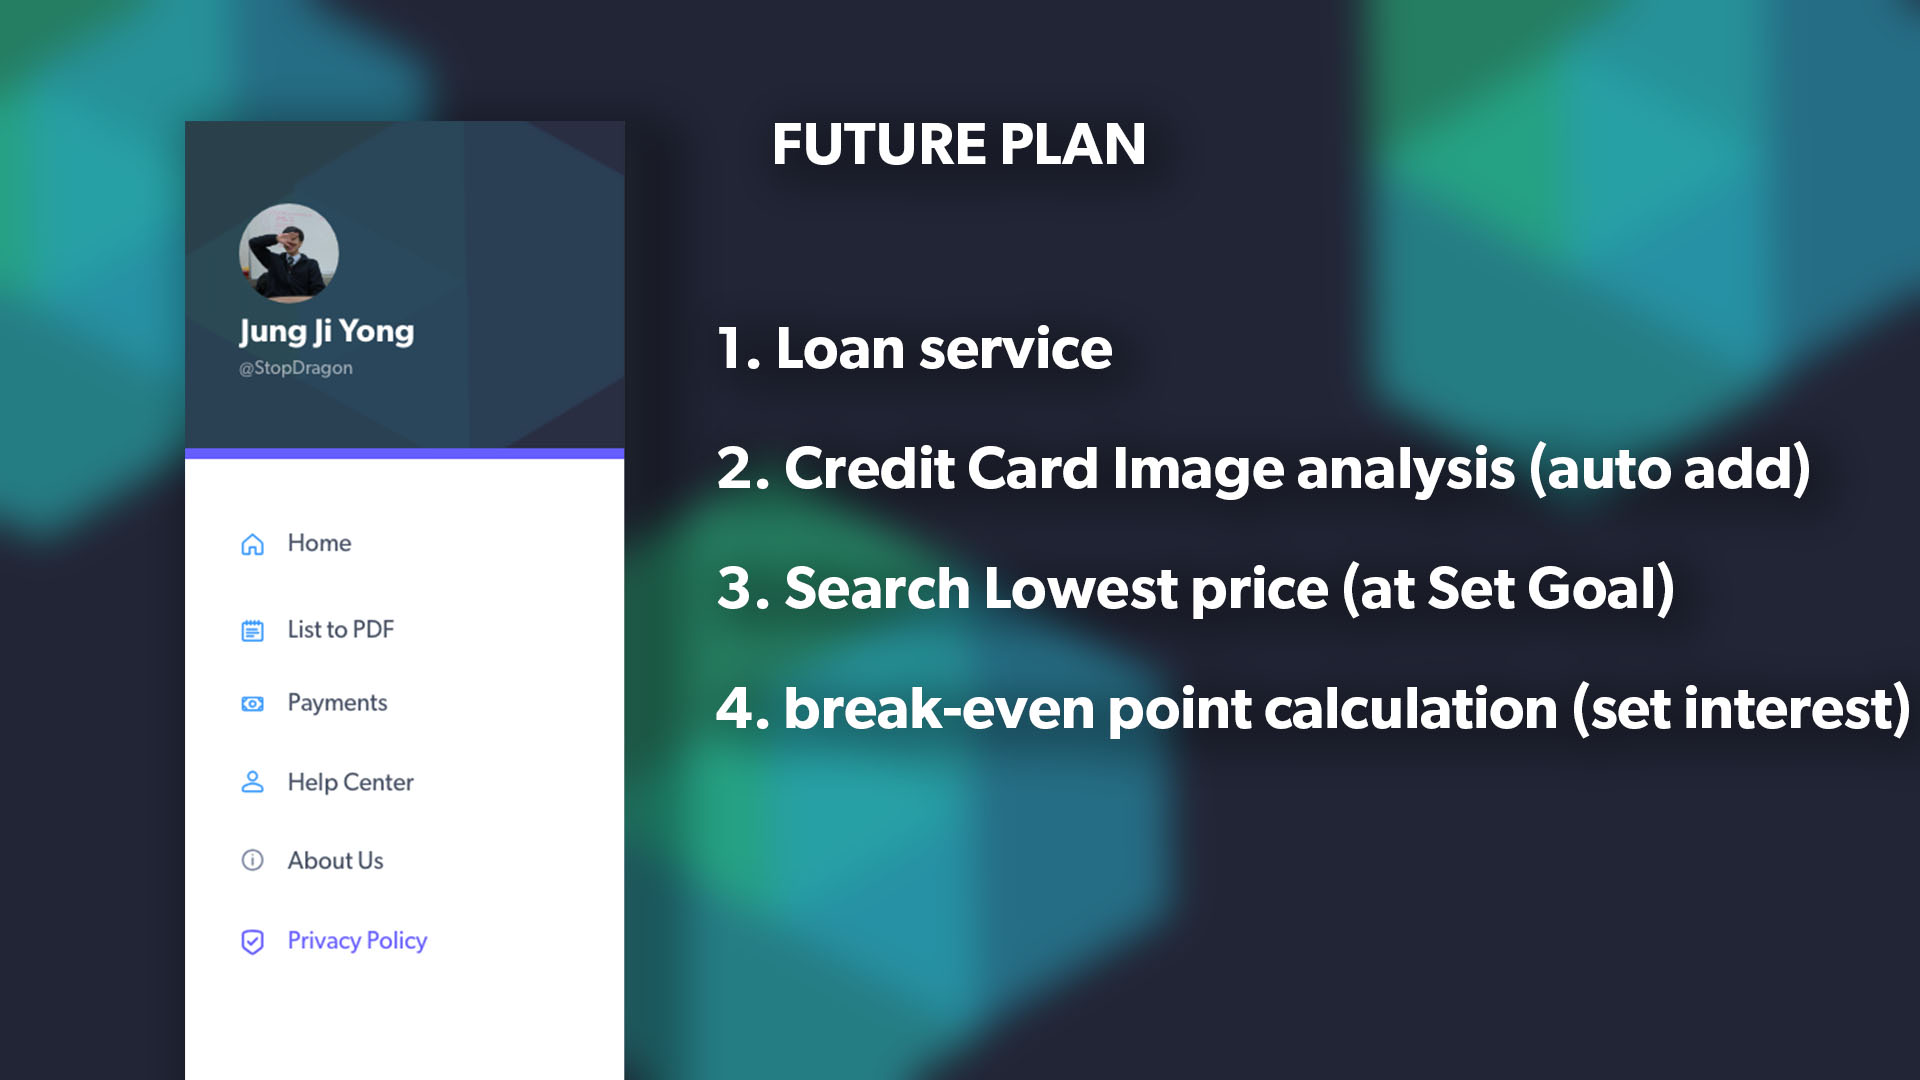 FUTURE PLAN
Jung Ji Yong
@StopDragon
Home
List to PDF
Payments
Help Center
About Us
Privacy Policy
1. Loan service
2. Credit Card Image analysis (auto add)
3. Search Lowest price (at Set Goal)
4. break-even point calculation (set interest)